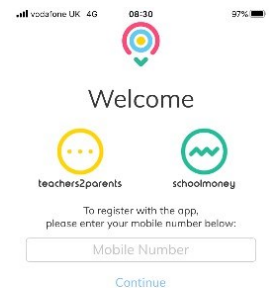 vodafone UK 4G 08:30 97%
Welcome
teachers2parents schoolmoney
To register with the app,
please enter your mobile number below:
Mobile Number
Continue